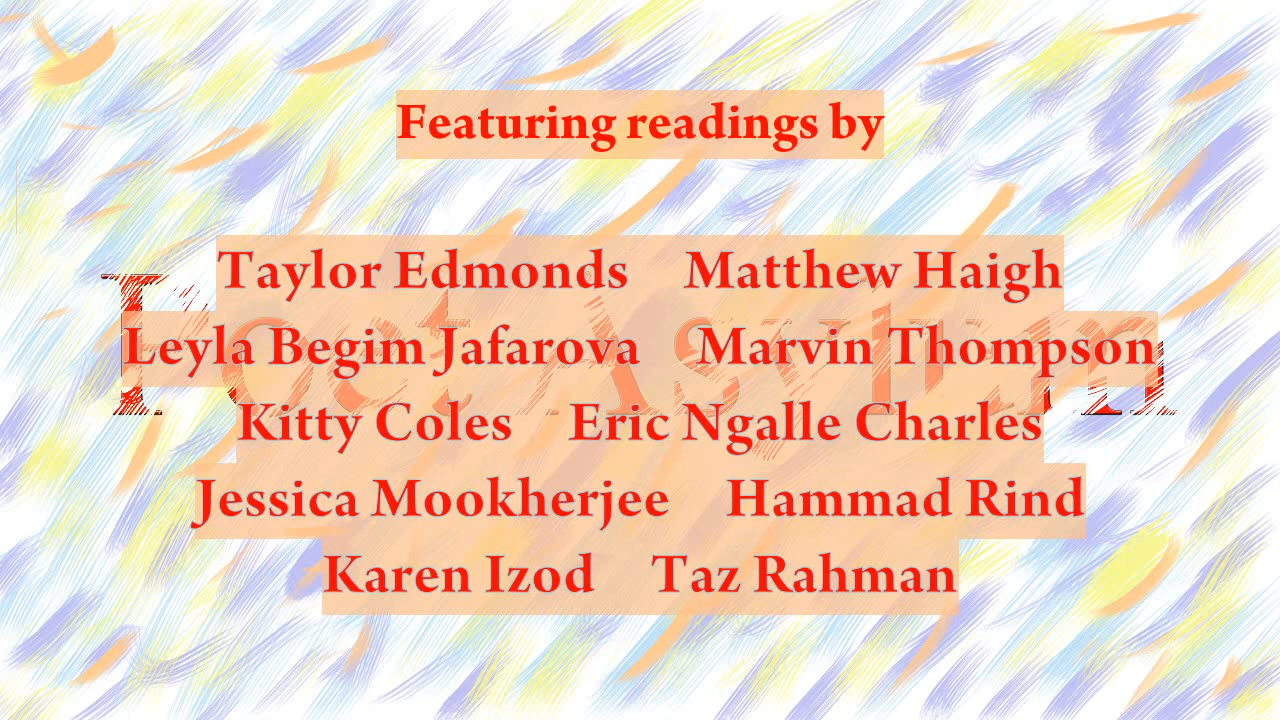 Featuring readings by
Taylor Edmonds Matthew Haigh
Leyla Begim Jafarova Marvin Thompson
Kitty Coles Eric Ngalle Charles
Jessica Mookherjee Hammad Rind
Karen Izod Taz Rahman